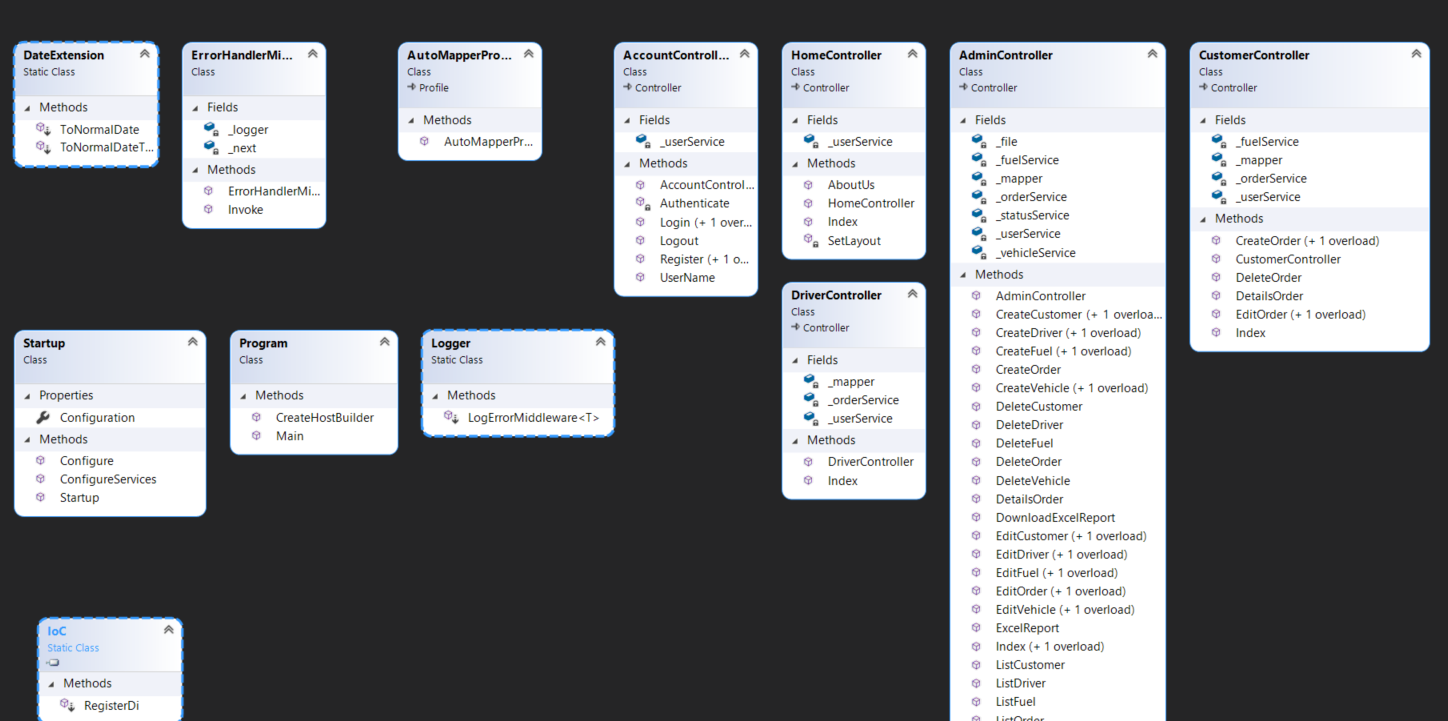 DateExtension
Static Class
Methods
ToNormalDate
ToNormalDateT...
ErrorHandlerMi...
Class
Fields
_logger
_next
Methods
ErrorHandlerMi...
Invoke
AutoMapperPro...
Class
Profile
Methods
AutoMapperPr...
AccountControll...
Class
Controller
Fields
_userService
Methods
AccountControl...
Authenticate
Login (+ 1 over...
Logout
Register (+ 1 o...
UserName
HomeController
Class
Controller
Fields
_userService
Methods
AboutUs
HomeController
Index
SetLayout
AdminController
Class
Controller
Fields
_file
_fuelService
_mapper
_orderService
_statusService
_userService
_vehicleService
Methods
AdminController
CreateCustomer (+ 1 overloa...
CreateDriver (+ 1 overload)
CreateFuel (+ 1 overload)
CreateOrder
CreateVehicle (+ 1 overload)
DeleteCustomer
DeleteDriver
DeleteFuel
DeleteOrder
DeleteVehicle
DetailsOrder
DownloadExcelReport
EditCustomer (+ 1 overload)
EditDriver (+ 1 overload)
EditFuel (+ 1 overload)
EditOrder (+ 1 overload)
EditVehicle (+ 1 overload)
ExcelReport
Index (+ 1 overload)
ListCustomer
ListDriver
ListFuel
ListOrder
CustomerController
Class
Controller
Fields
_fuelService
_mapper
_orderService
_userService
Methods
CreateOrder (+ 1 overload)
CustomerController
DeleteOrder
DetailsOrder
EditOrder (+ 1 overload)
Index
DriverController
Class
Controller
Fields
_mapper
_orderService
_userService
Methods
DriverController
Index
Startup
Class
Properties
Configuration
Methods
Configure
ConfigureServices
Startup
Program
Class
Methods
CreateHostBuilder
Main
Logger
Static Class
Methods
LogErrorMiddleware<T>
IoC
Static Class
Methods
RegisterDi